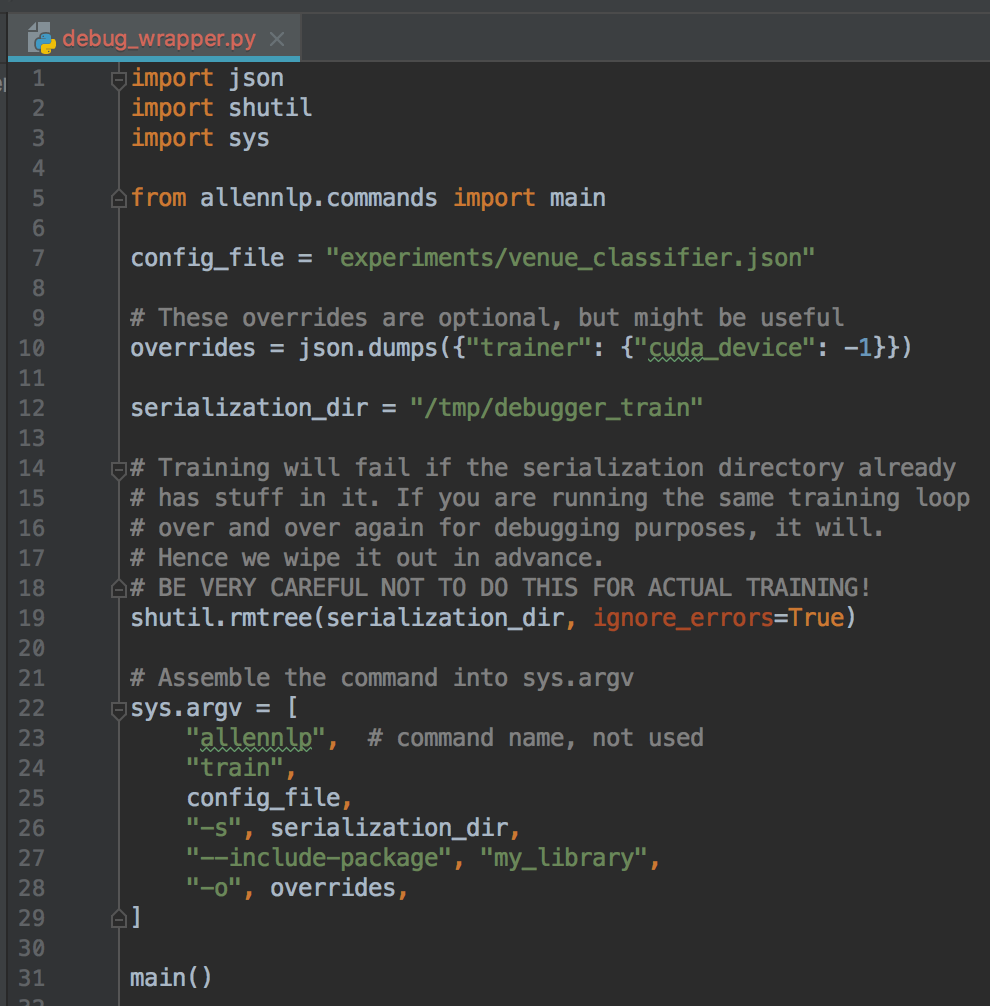 debug_wrapper.py
1 import json
2 import shutil
3 import sys
4
5 from allennlp.commands import main
6
7 config_file = "experiments/venue_classifier.json"
8
9 # These overrides are optional, but might be useful
10 overrides = json.dumps({"trainer": {"cuda_device": -1}})
11
12 serialization_dir = "/tmp/debugger_train"
13
14 # Training will fail if the serialization directory already
15 # has stuff in it. If you are running the same training loop
16 # over and over again for debugging purposes, it will.
17 # Hence we wipe it out in advance.
18 # BE VERY CAREFUL NOT TO DO THIS FOR ACTUAL TRAINING!
19 shutil.rmtree(serialization_dir, ignore_errors=True)
20
21 # Assemble the command into sys.argv
22 sys.argv = [
23     "allennlp",  # command name, not used
24     "train",
25     config_file,
26     "-s", serialization_dir,
27     "--include-package", "my_library",
28     "-o", overrides,
29 ]
30
31 main()